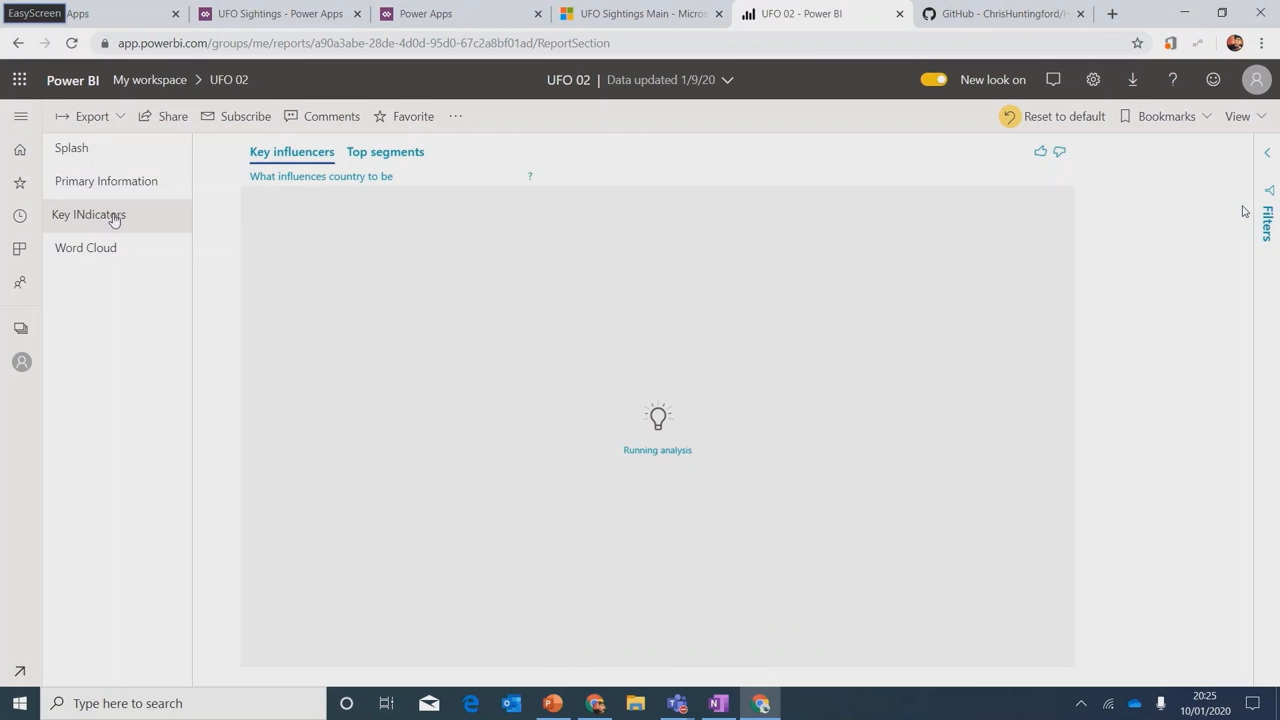 EasyScreen
Apps
UFO Sightings - Power Apps
Power Apps
UFO Sightings Main - Micros
UFO 02 - Power BI
GitHub - ChrisHuntingford/H
app.powerbi.com/groups/me/reports/a90a3abe-28de-4d0d-95d0-67c2a8bf01ad/ReportSection
Power BI
My workspace > UFO 02
UFO 02 | Data updated 1/9/20
New look on
Export
Share
Subscribe
Comments
Favorite
Reset to default
Bookmarks
View
Splash
Primary Information
Key INdicators
Word Cloud
Key influencers
Top segments
What influences country to be
?
Running analysis
Filters
Type here to search
20:25
10/01/2020